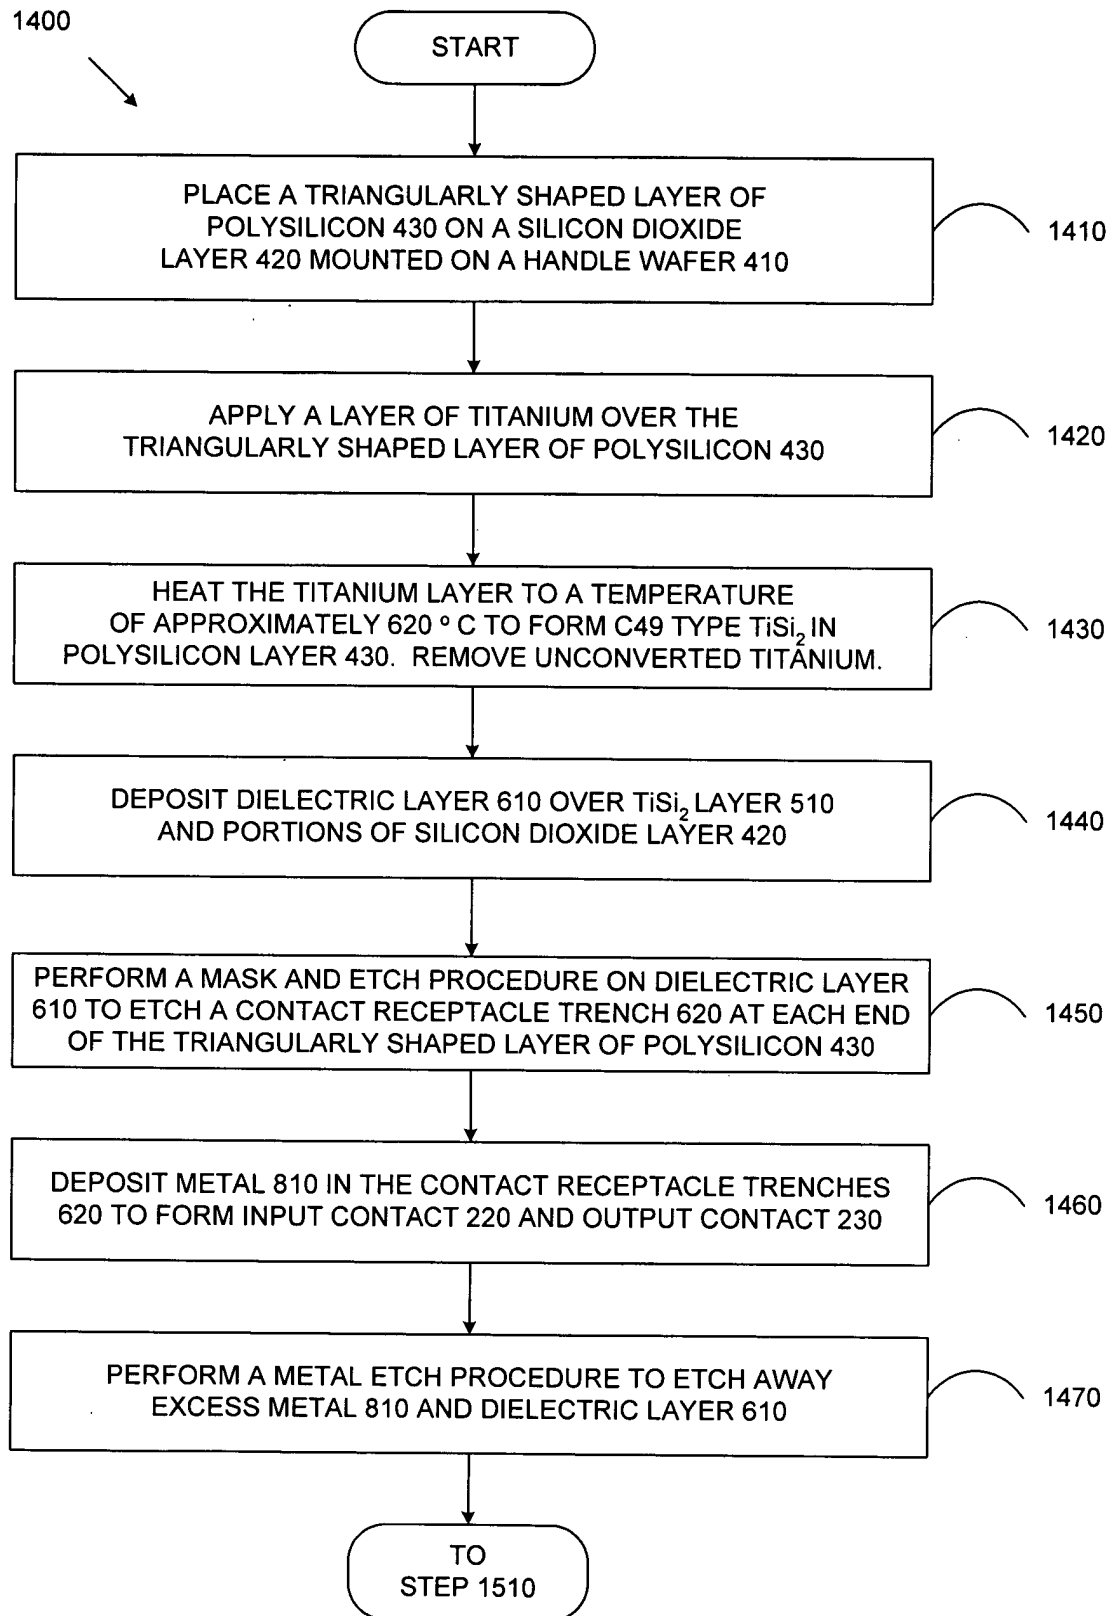 1400
START
PLACE A TRIANGULARLY SHAPED LAYER OF
POLYSILICON 430 ON A SILICON DIOXIDE
LAYER 420 MOUNTED ON A HANDLE WAFER 410
1410
APPLY A LAYER OF TITANIUM OVER THE
TRIANGULARLY SHAPED LAYER OF POLYSILICON 430
1420
HEAT THE TITANIUM LAYER TO A TEMPERATURE
OF APPROXIMATELY 620 º C TO FORM C49 TYPE TiSi₂ IN
POLYSILICON LAYER 430. REMOVE UNCONVERTED TITANIUM.
1430
DEPOSIT DIELECTRIC LAYER 610 OVER TiSi₂ LAYER 510
AND PORTIONS OF SILICON DIOXIDE LAYER 420
1440
PERFORM A MASK AND ETCH PROCEDURE ON DIELECTRIC LAYER
610 TO ETCH A CONTACT RECEPTACLE TRENCH 620 AT EACH END
OF THE TRIANGULARLY SHAPED LAYER OF POLYSILICON 430
1450
DEPOSIT METAL 810 IN THE CONTACT RECEPTACLE TRENCHES
620 TO FORM INPUT CONTACT 220 AND OUTPUT CONTACT 230
1460
PERFORM A METAL ETCH PROCEDURE TO ETCH AWAY
EXCESS METAL 810 AND DIELECTRIC LAYER 610
1470
TO
STEP 1510